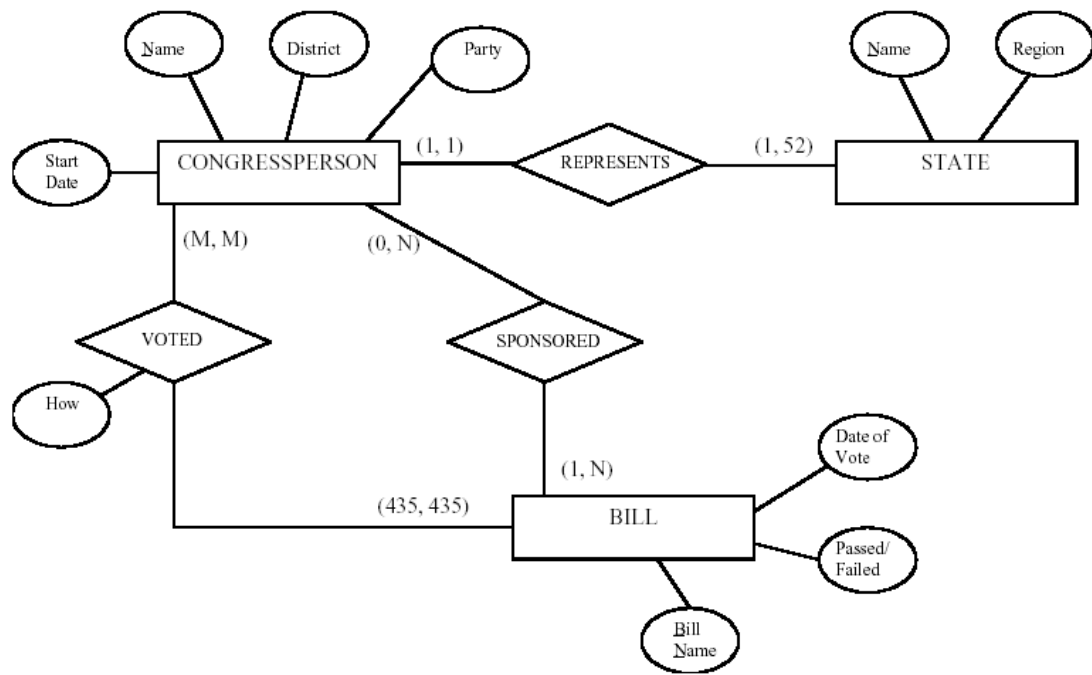 Name
District
Party
Name
Region
Start
Date
CONGRESSPERSON
(1, 1)
REPRESENTS
(1, 52)
STATE
(M, M)
(0, N)
VOTED
SPONSORED
How
Date of
Vote
(1, N)
(435, 435)
BILL
Passed/
Failed
Bill
Name